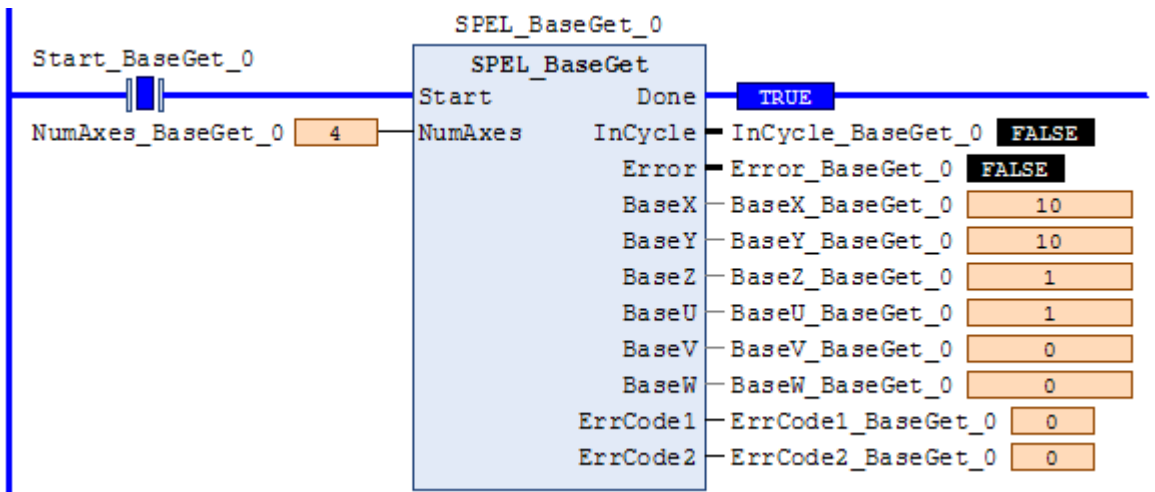 SPEL_BaseGet_0
Start_BaseGet_0
SPEL_BaseGet
Start Done TRUE
NumAxes_BaseGet_0 4 NumAxes InCycle InCycle_BaseGet_0 FALSE
Error Error_BaseGet_0 FALSE
BaseX BaseX_BaseGet_0 10
BaseY BaseY_BaseGet_0 10
BaseZ BaseZ_BaseGet_0 1
BaseU BaseU_BaseGet_0 1
BaseV BaseV_BaseGet_0 0
BaseW BaseW_BaseGet_0 0
ErrCode1 ErrCode1_BaseGet_0 0
ErrCode2 ErrCode2_BaseGet_0 0